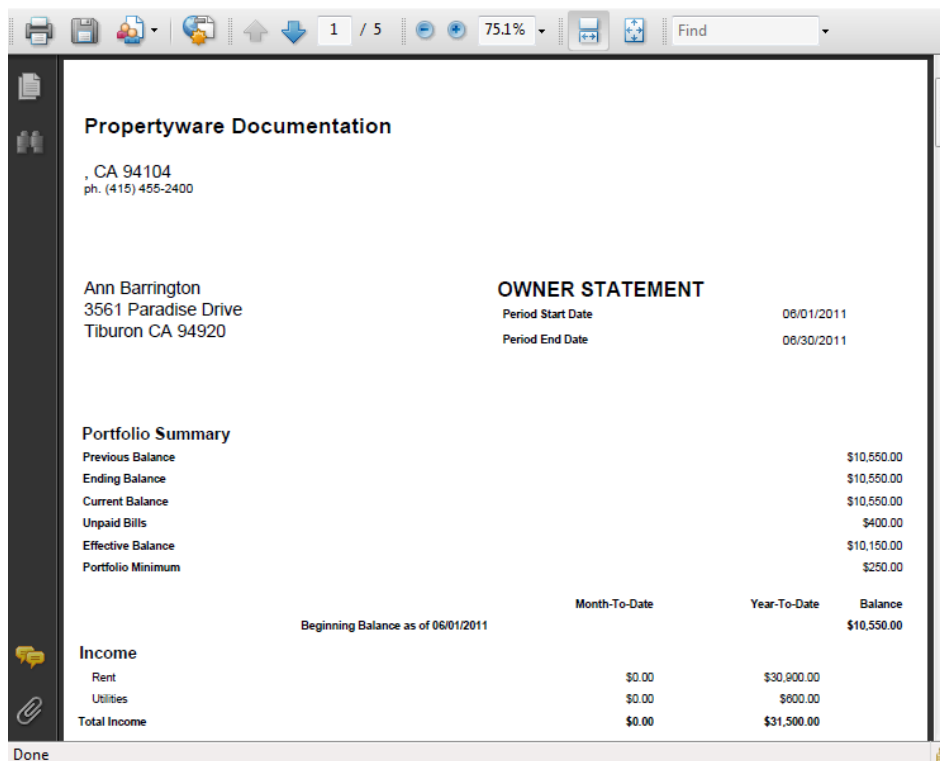 1 / 5 75.1% Find
Propertyware Documentation
, CA 94104
ph. (415) 455-2400
Ann Barrington
3561 Paradise Drive
Tiburon CA 94920
OWNER STATEMENT
Period Start Date 06/01/2011
Period End Date 06/30/2011
Portfolio Summary
Previous Balance $10,550.00
Ending Balance $10,550.00
Current Balance $10,550.00
Unpaid Bills $400.00
Effective Balance $10,150.00
Portfolio Minimum $250.00
Month-To-Date Year-To-Date Balance
Beginning Balance as of 06/01/2011 $10,550.00
Income
Rent $0.00 $30,900.00
Utilities $0.00 $600.00
Total Income $0.00 $31,500.00
Done